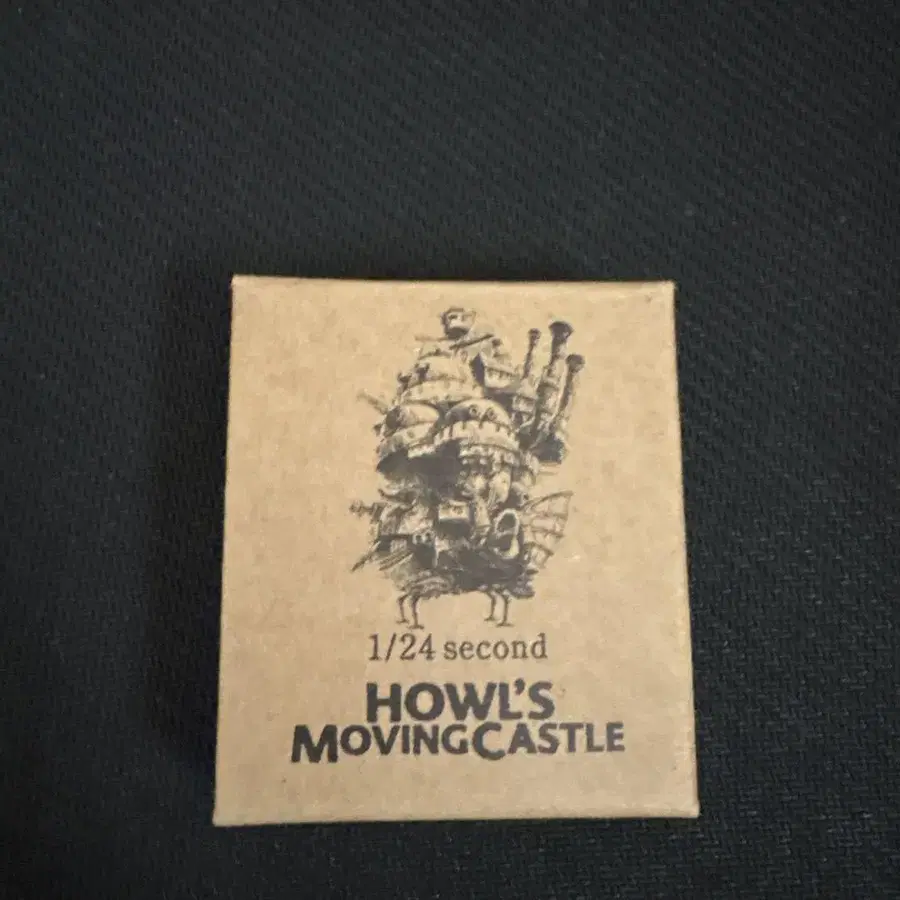 1/24 second
HOWL'S
MOVINGCASTLE